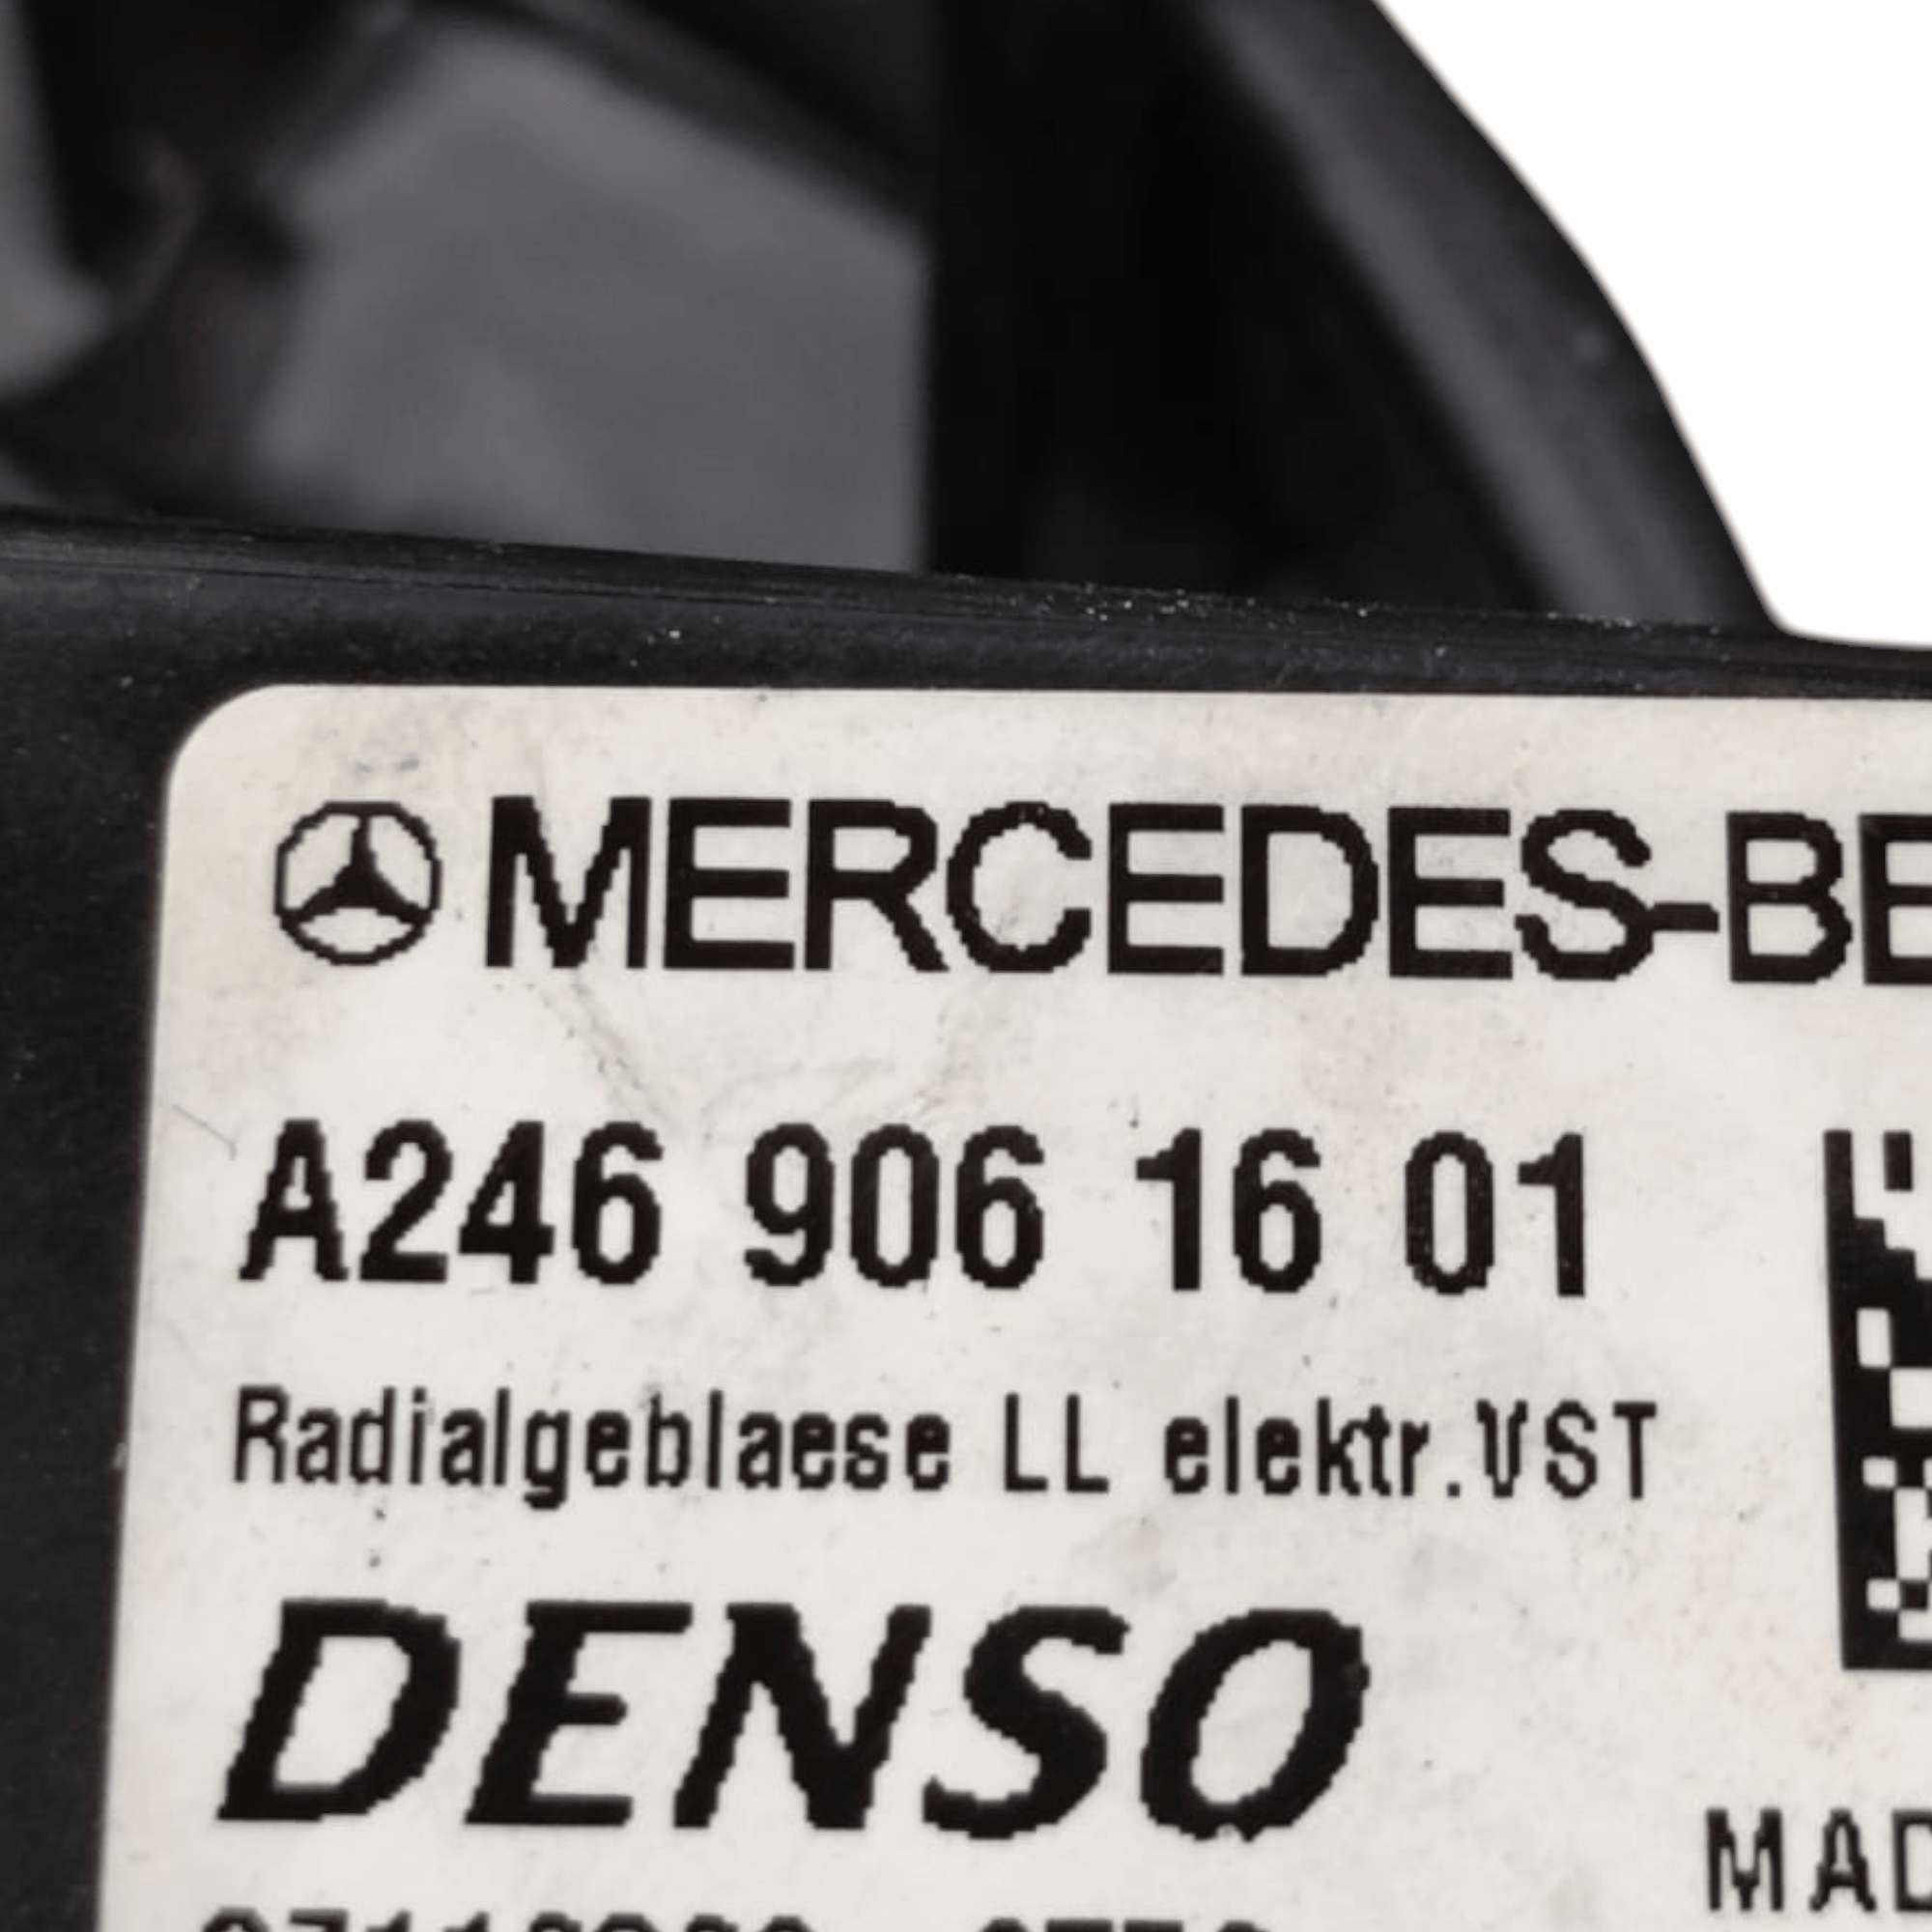 MERCEDES-BE
A246 906 16 01
Radialgeblaese LL elektr.VST
DENSO
MAD